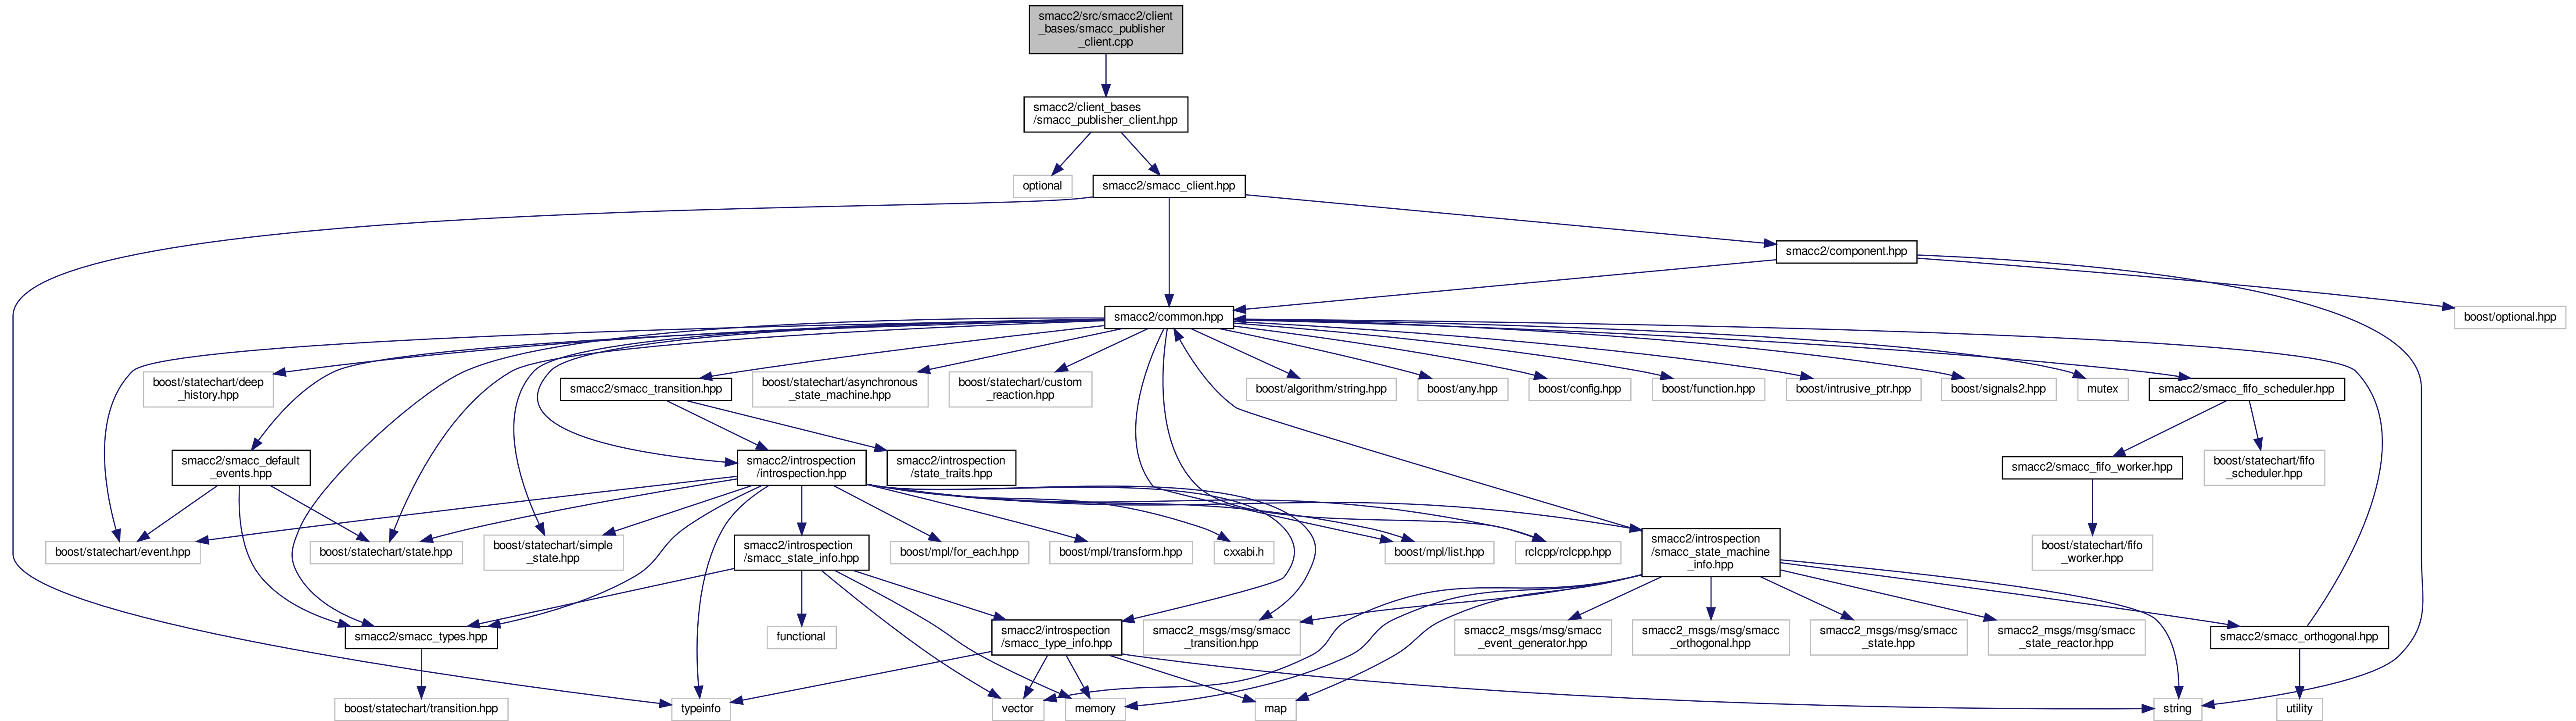 smacc2/src/smacc2/client
_bases/smacc_publisher
_client.cpp
smacc2/client_bases
/smacc_publisher_client.hpp
optional
smacc2/smacc_client.hpp
smacc2/component.hpp
smacc2/common.hpp
boost/optional.hpp
boost/statechart/deep
_history.hpp
smacc2/smacc_transition.hpp
boost/statechart/asynchronous
_state_machine.hpp
boost/statechart/custom
_reaction.hpp
boost/algorithm/string.hpp
boost/any.hpp
boost/config.hpp
boost/function.hpp
boost/intrusive_ptr.hpp
boost/signals2.hpp
mutex
smacc2/smacc_fifo_scheduler.hpp
smacc2/smacc_default
_events.hpp
smacc2/introspection
/introspection.hpp
smacc2/introspection
/state_traits.hpp
smacc2/smacc_fifo_worker.hpp
boost/statechart/fifo
_scheduler.hpp
boost/statechart/event.hpp
boost/statechart/state.hpp
boost/statechart/simple
_state.hpp
smacc2/introspection
/smacc_state_info.hpp
boost/mpl/for_each.hpp
boost/mpl/transform.hpp
cxxabi.h
boost/mpl/list.hpp
rclcpp/rclcpp.hpp
smacc2/introspection
/smacc_state_machine
_info.hpp
boost/statechart/fifo
_worker.hpp
smacc2/smacc_types.hpp
functional
smacc2/introspection
/smacc_type_info.hpp
smacc2_msgs/msg/smacc
_transition.hpp
smacc2_msgs/msg/smacc
_event_generator.hpp
smacc2_msgs/msg/smacc
_orthogonal.hpp
smacc2_msgs/msg/smacc
_state.hpp
smacc2_msgs/msg/smacc
_state_reactor.hpp
smacc2/smacc_orthogonal.hpp
boost/statechart/transition.hpp
typeinfo
vector
memory
map
string
utility